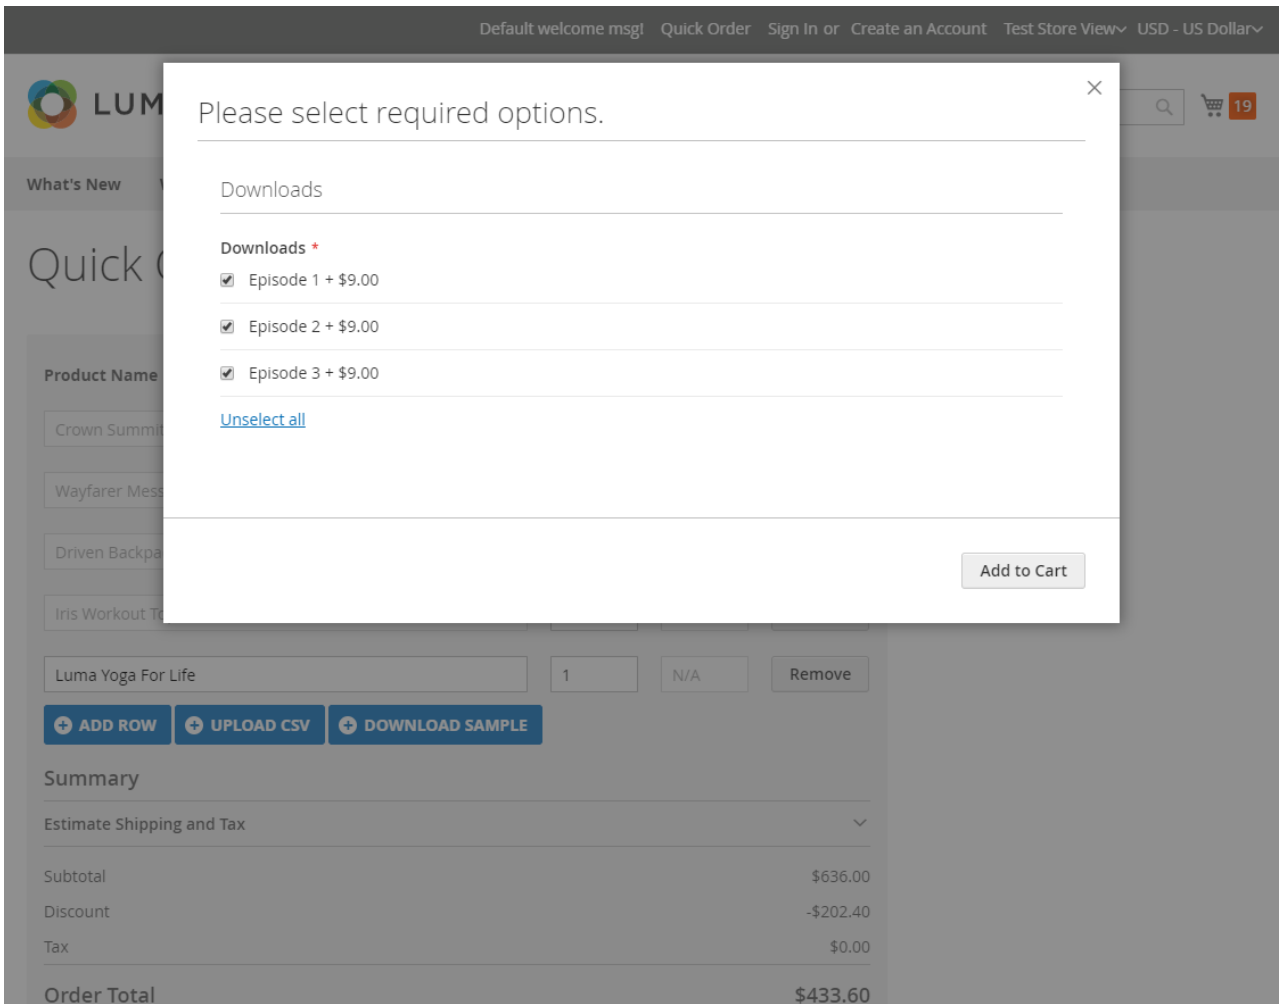 Default welcome msg! Quick Order Sign In or Create an Account Test Store View USD - US Dollar
LUM
19
Please select required options.
What's New
Downloads
Quick
Downloads *
Episode 1 + $9.00
Episode 2 + $9.00
Episode 3 + $9.00
Unselect all
Product Name
Crown Summit
Wayfarer Mess
Driven Backpa
Iris Workout To
Add to Cart
Luma Yoga For Life 1 N/A Remove
ADD ROW UPLOAD CSV DOWNLOAD SAMPLE
Summary
Estimate Shipping and Tax
Subtotal $636.00
Discount -$202.40
Tax $0.00
Order Total $433.60